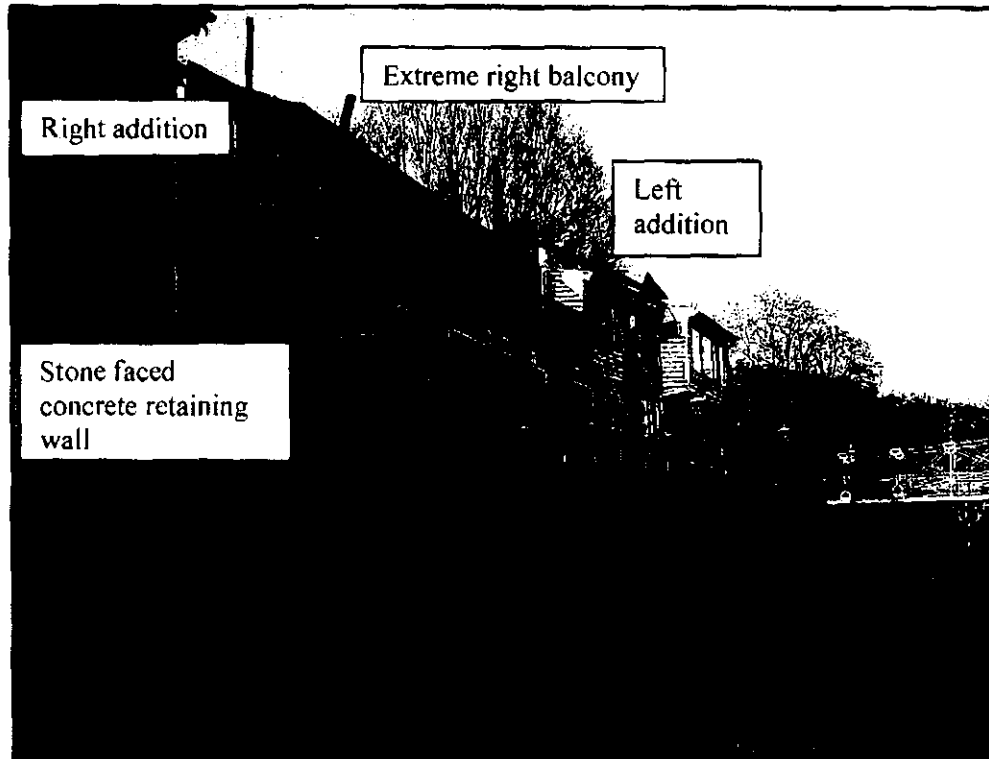 Extreme right balcony
Right addition
Left
addition
Stone faced
concrete retaining
wall